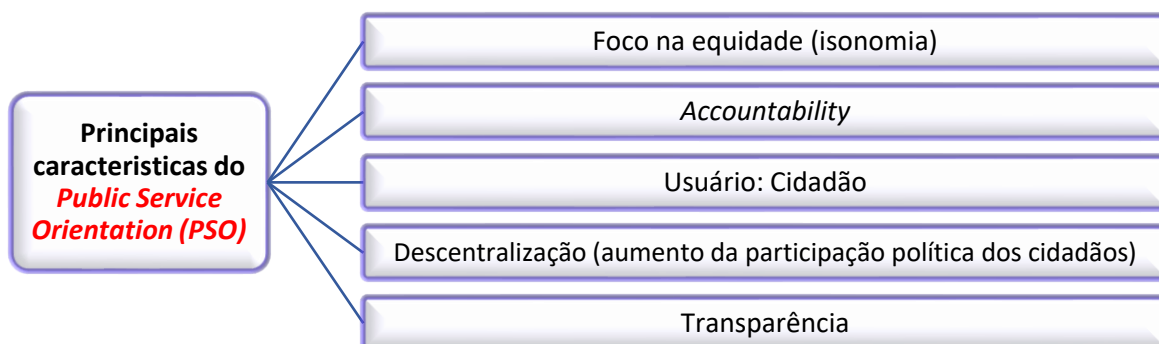 Principais
caracteristicas do
Public Service
Orientation (PSO)
Foco na equidade (isonomia)
Accountability
Usuário: Cidadão
Descentralização (aumento da participação política dos cidadãos)
Transparência